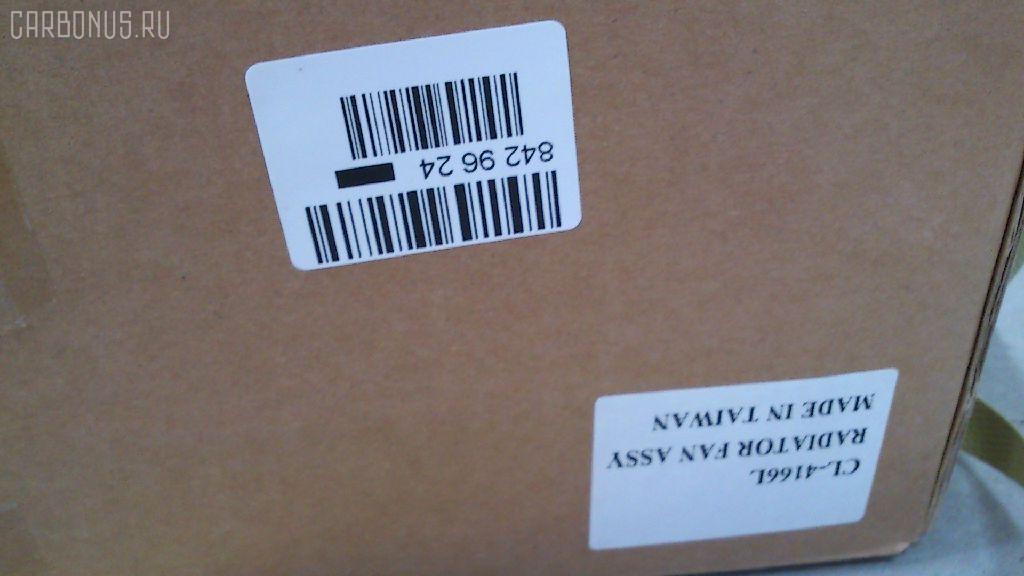 CARBONUS.RU
842 96 24
CL-4166L
RADIATOR FAN ASSY
MADE IN TAIWAN